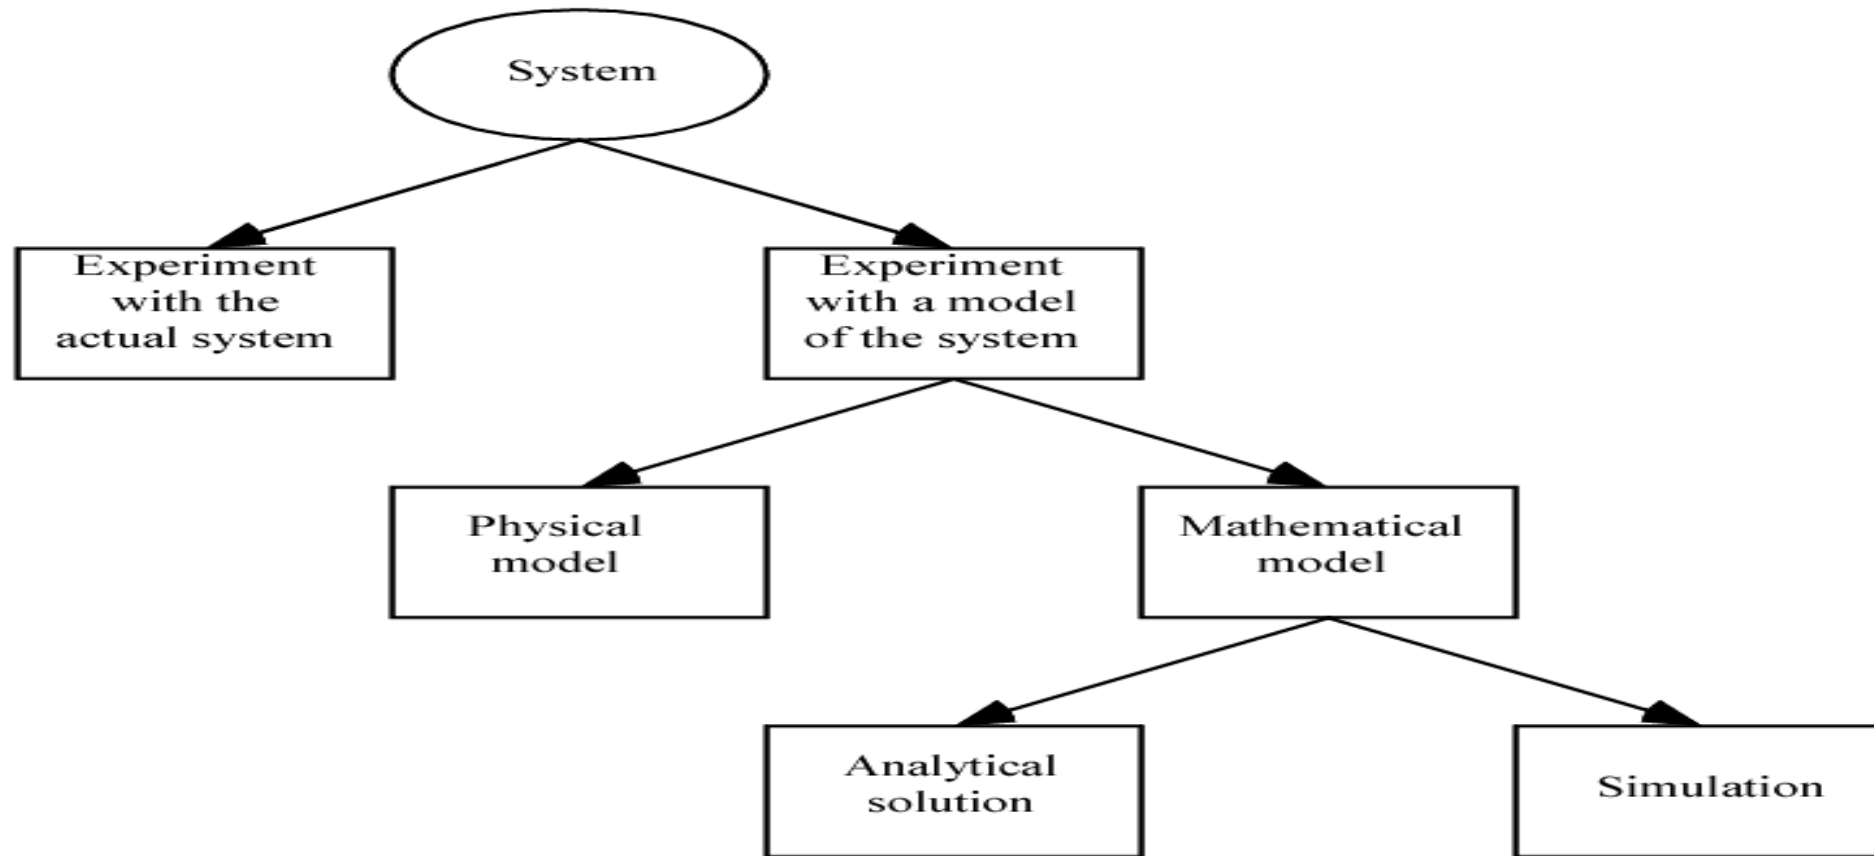 System
Experiment
with the
actual system
Experiment
with a model
of the system
Physical
model
Mathematical
model
Analytical
solution
Simulation